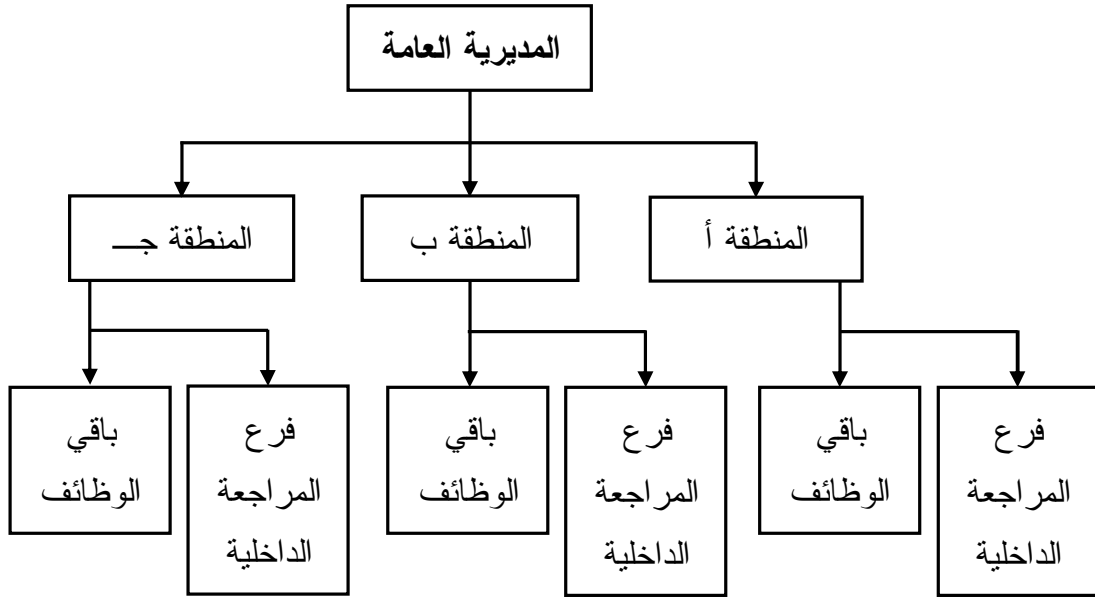 المديرية العامة
المنطقة أ
المنطقة ب
المنطقة جـــ
فرع
المراجعة
الداخلية
باقي
الوظائف
فرع
المراجعة
الداخلية
باقي
الوظائف
فرع
المراجعة
الداخلية
باقي
الوظائف